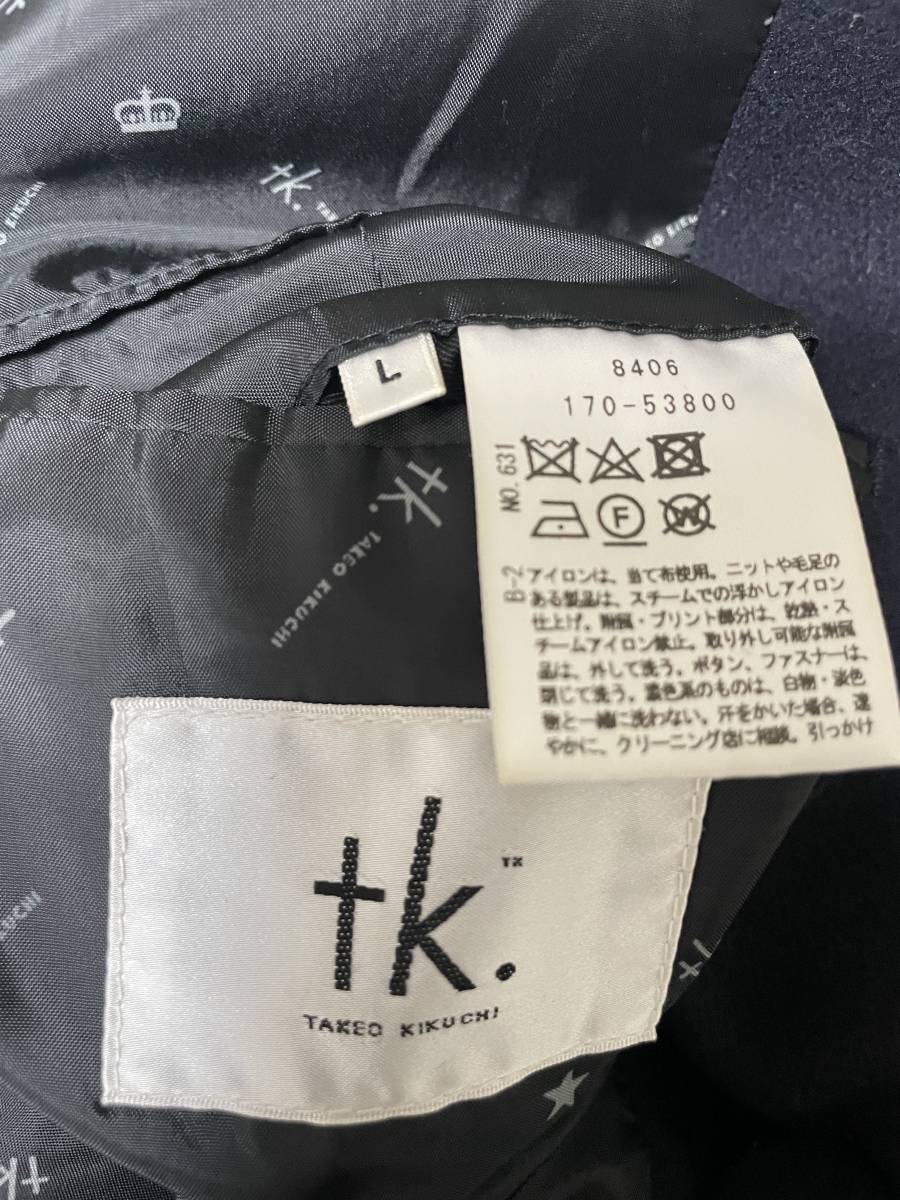 tk.
TAKEO KIKUCHI
L
8406
170-53800
NO.631
F
W
B-2
アイロンは、当て布使用。ニットや毛足の
ある製品は、スチームでの浮かしアイロン
仕上げ。附属・プリント部分は、乾熱・ス
チームアイロン禁止。取り外し可能な附属
品は、外して洗う。ボタン、ファスナーは、
閉じて洗う。濃色系のものは、白物・淡色
物と一緒に洗わない。汗をかいた場合、速
やかに、クリーニング店に相談。引っかけ
tk.
TAKEO KIKUCHI
tk.
TAKEO KIKUCHI